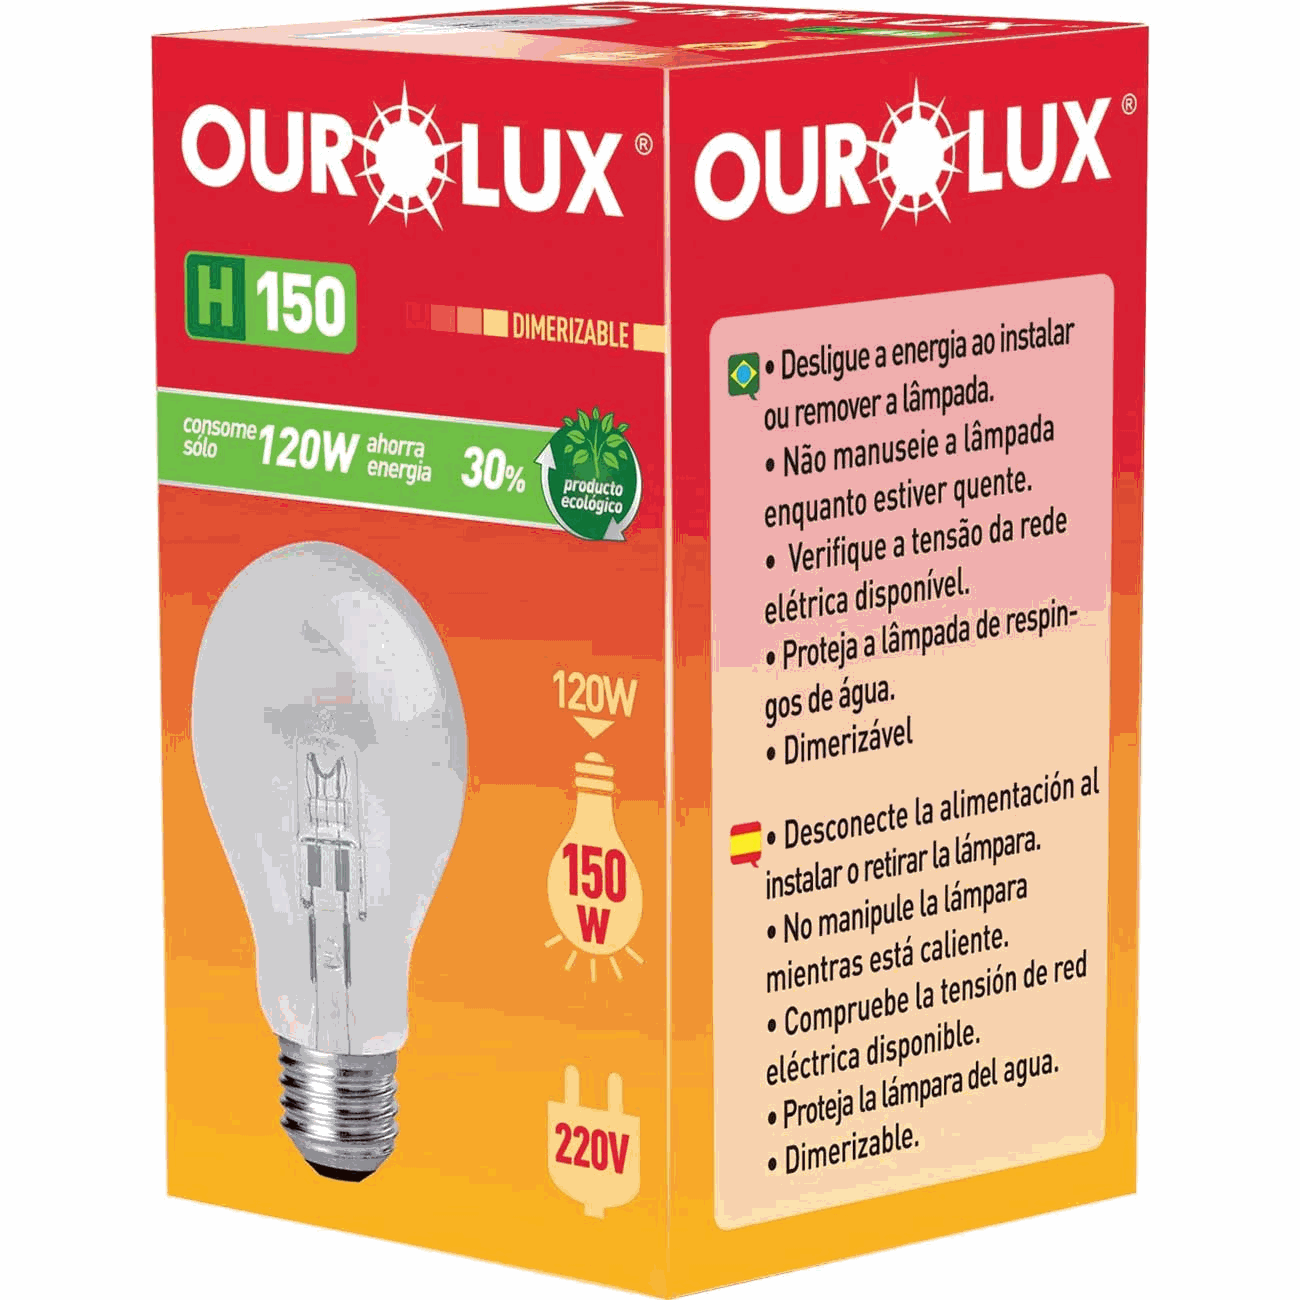 OUROLUX®
H 150
DIMERIZABLE
consome
sólo
120W
ahorra
energia
30%
producto
ecológico
120W
150
W
220V
OUROLUX®
• Desligue a energia ao instalar
ou remover a lâmpada.
• Não manuseie a lâmpada
enquanto estiver quente.
• Verifique a tensão da rede
elétrica disponível.
• Proteja a lâmpada de respin-
gos de água.
• Dimerizável
• Desconecte la alimentación al
instalar o retirar la lámpara.
• No manipule la lámpara
mientras está caliente.
• Compruebe la tensión de red
eléctrica disponible.
• Proteja la lámpara del agua.
• Dimerizable.